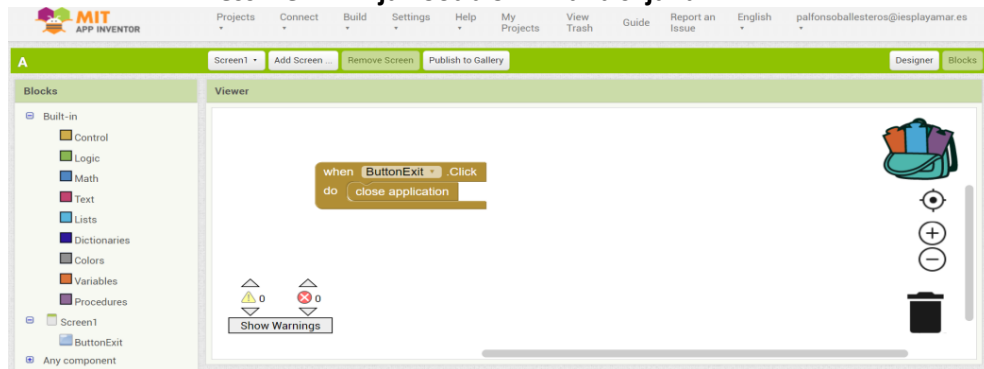 MIT
APP INVENTOR
Projects Connect Build Settings Help My Projects View Trash Guide Report an Issue English palfonsoballesteros@iesplayamar.es
A
Screen1 Add Screen ... Remove Screen Publish to Gallery Designer Blocks
Blocks Viewer
Built-in
Control
Logic
Math
Text
Lists
Dictionaries
Colors
Variables
Procedures
Screen1
ButtonExit
Any component
when ButtonExit .Click
do close application
0 0
Show Warnings